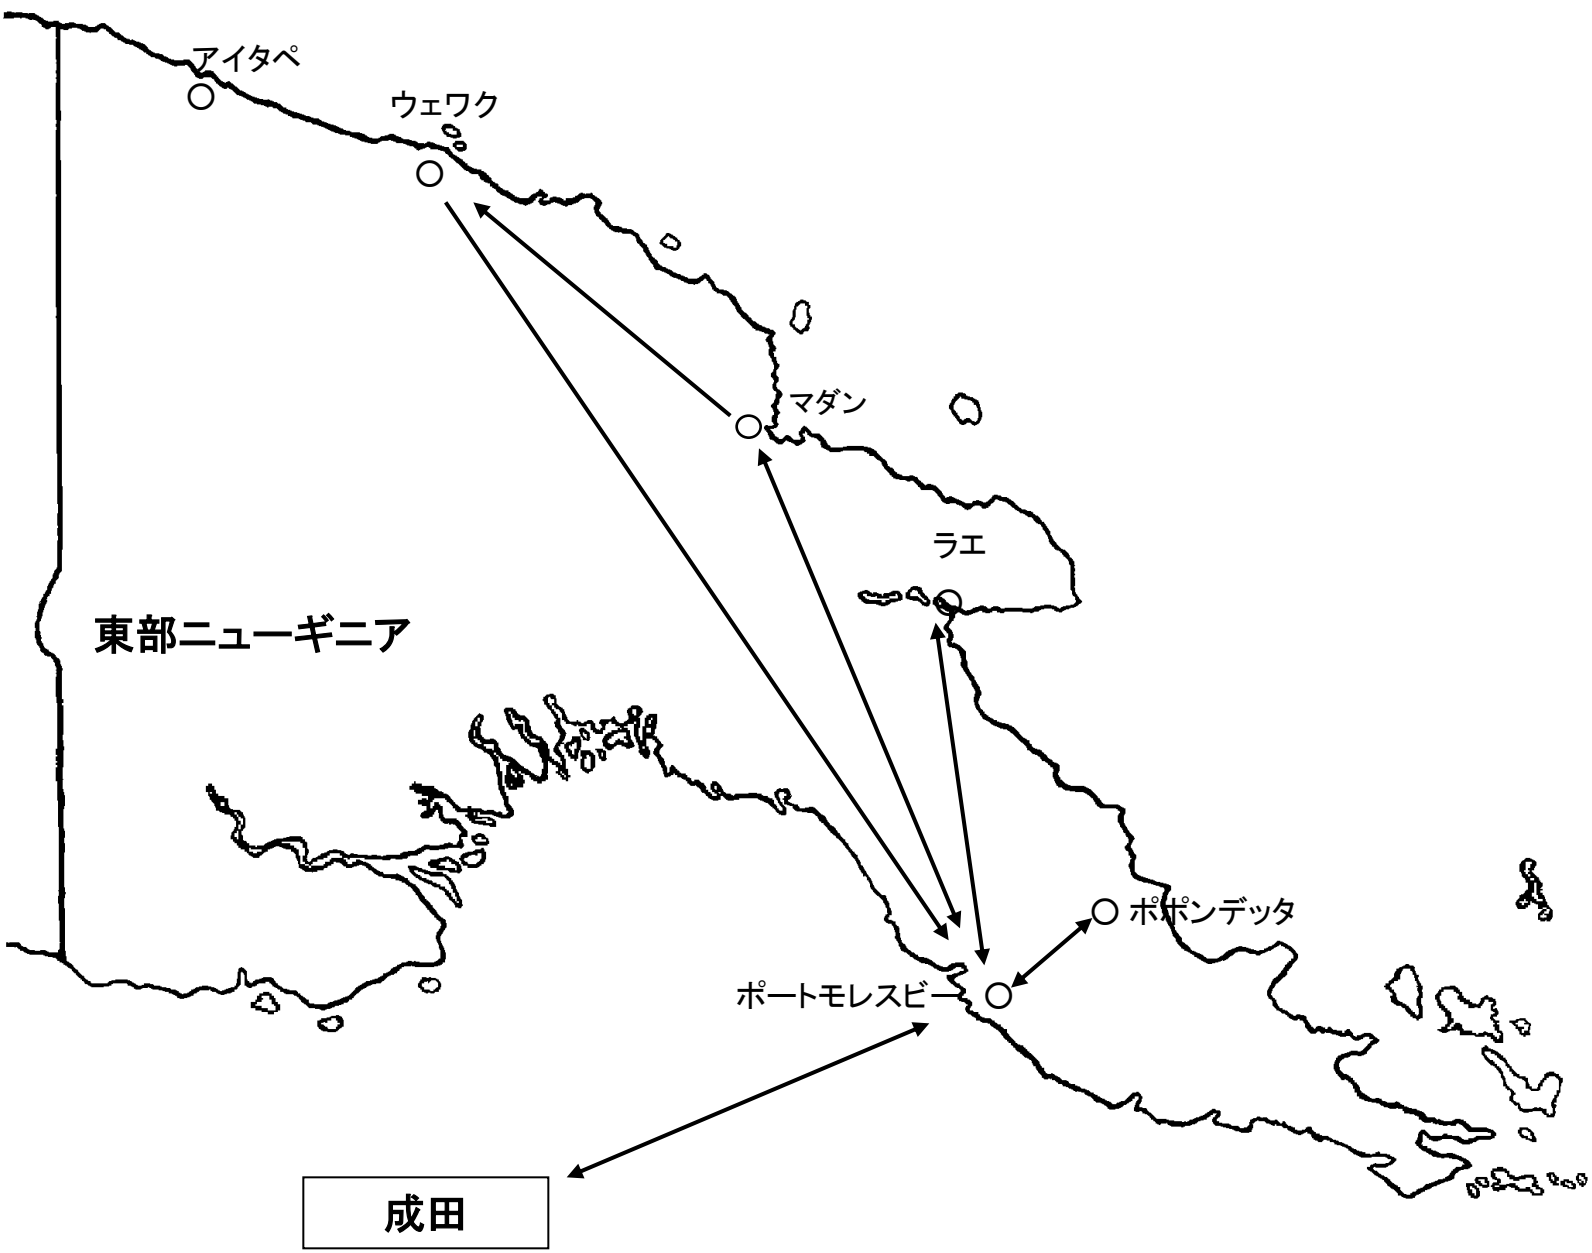 アイタペ
ウェワク
マダン
ラエ
東部ニューギニア
ポポンデッタ
ポートモレスビー
成田